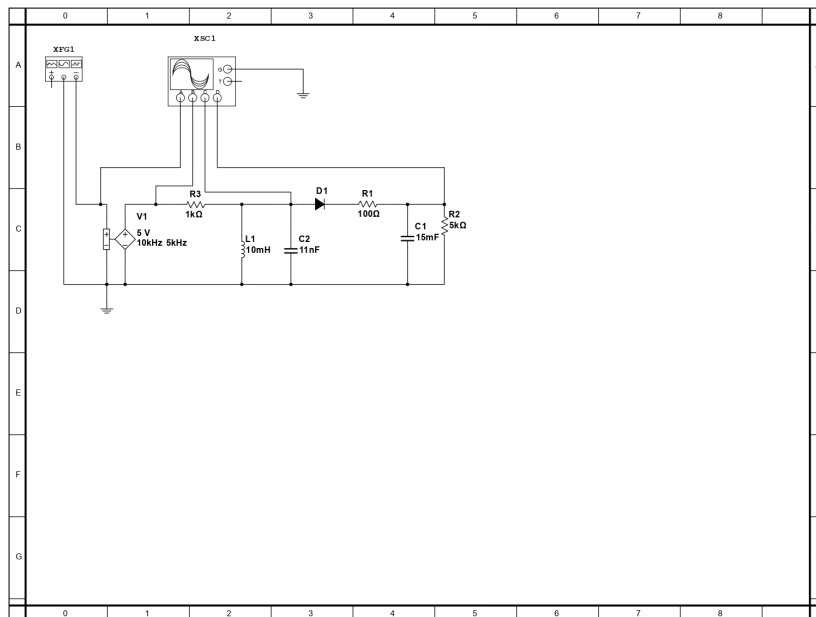 0 1 2 3 4 5 6 7 8
XSC1
XFG1
A
G
T
A B C D
B
R3
1kΩ
D1
R1
100Ω
V1
5 V
10kHz 5kHz
C
L1
10mH
C2
11nF
C1
15mF
R2
5kΩ
D
E
F
G
0 1 2 3 4 5 6 7 8